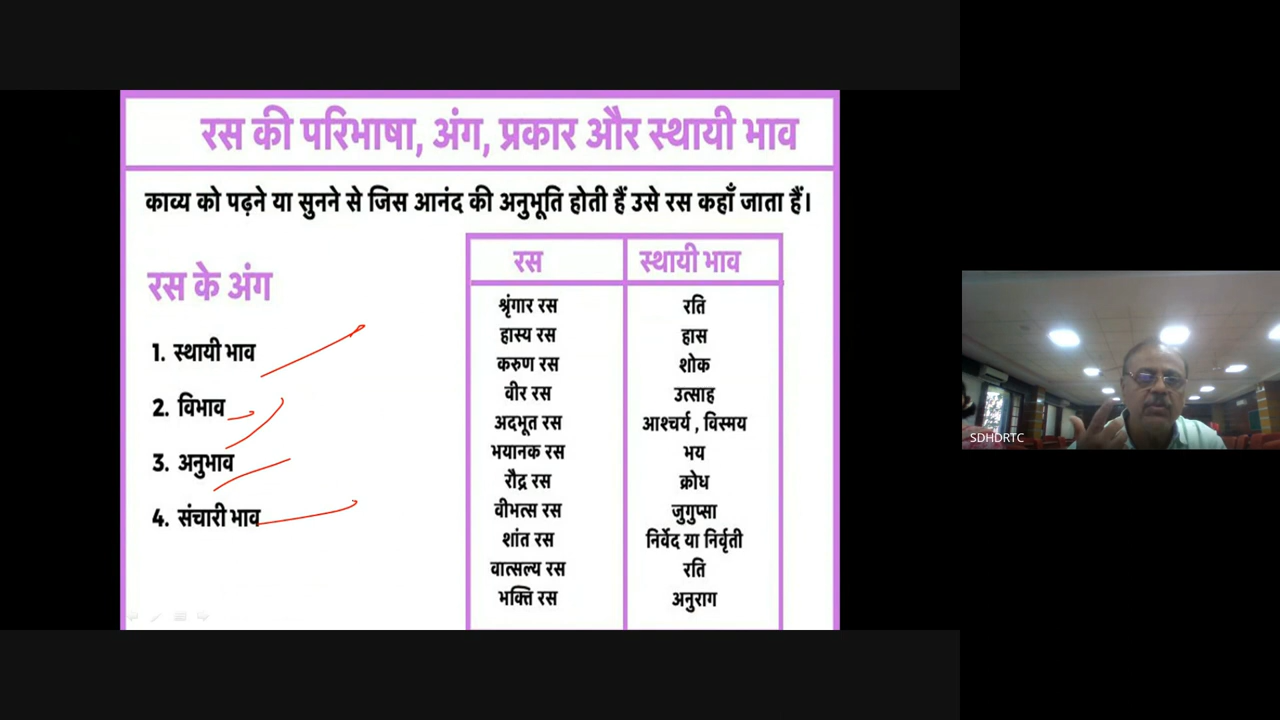 रस की परिभाषा, अंग, प्रकार और स्थायी भाव
काव्य को पढ़ने या सुनने से जिस आनंद की अनुभूति होती हैं उसे रस कहाँ जाता हैं।
रस के अंग
1. स्थायी भाव
2. विभाव
3. अनुभाव
4. संचारी भाव
रस स्थायी भाव
श्रृंगार रस रति
हास्य रस हास
करुण रस शोक
वीर रस उत्साह
अदभूत रस आश्चर्य , विस्मय
भयानक रस भय
रौद्र रस क्रोध
वीभत्स रस जुगुप्सा
शांत रस निर्वेद या निर्वृती
वात्सल्य रस रति
भक्ति रस अनुराग
SDHDRTC